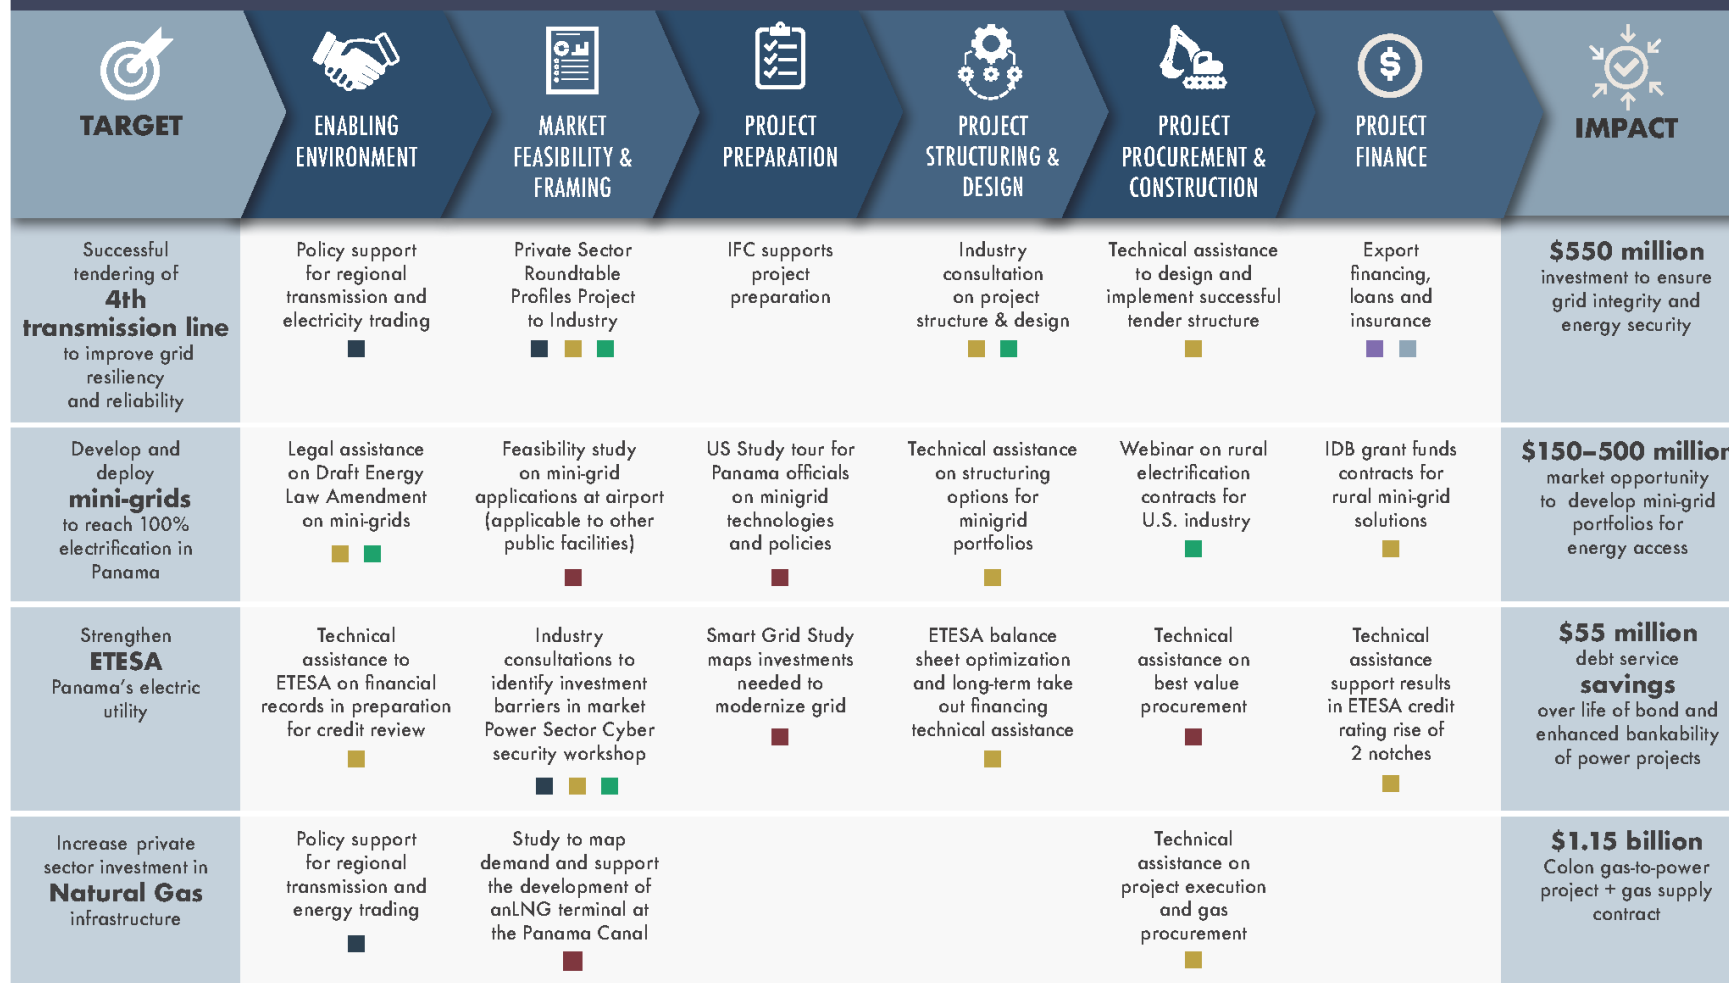 TARGET
ENABLING
ENVIRONMENT
MARKET
FEASIBILITY &
FRAMING
PROJECT
PREPARATION
PROJECT
STRUCTURING &
DESIGN
PROJECT
PROCUREMENT &
CONSTRUCTION
PROJECT
FINANCE
IMPACT
Successful
tendering of
4th
transmission line
to improve grid
resiliency
and reliability
Policy support
for regional
transmission and
electricity trading
Private Sector
Roundtable
Profiles Project
to Industry
IFC supports
project
preparation
Industry
consultation
on project
structure & design
Technical assistance
to design and
implement successful
tender structure
Export
financing,
loans and
insurance
$550 million
investment to ensure
grid integrity and
energy security
Develop and
deploy
mini-grids
to reach 100%
electrification in
Panama
Legal assistance
on Draft Energy
Law Amendment
on mini-grids
Feasibility study
on mini-grid
applications at airport
(applicable to other
public facilities)
US Study tour for
Panama officials
on minigrid
technologies
and policies
Technical assistance
on structuring
options for
minigrid
portfolios
Webinar on rural
electrification
contracts for
U.S. industry
IDB grant funds
contracts for
rural mini-grid
solutions
$150–500 million
market opportunity
to develop mini-grid
portfolios for
energy access
Strengthen
ETESA
Panama's electric
utility
Technical
assistance to
ETESA on financial
records in preparation
for credit review
Industry
consultations to
identify investment
barriers in market
Power Sector Cyber
security workshop
Smart Grid Study
maps investments
needed to
modernize grid
ETESA balance
sheet optimization
and long-term take
out financing
technical assistance
Technical
assistance on
best value
procurement
Technical
assistance
support results
in ETESA credit
rating rise of
2 notches
$55 million
debt service
savings
over life of bond and
enhanced bankability
of power projects
Increase private
sector investment in
Natural Gas
infrastructure
Policy support
for regional
transmission and
energy trading
Study to map
demand and support
the development of
anLNG terminal at
the Panama Canal
Technical
assistance on
project execution
and gas
procurement
$1.15 billion
Colon gas-to-power
project + gas supply
contract